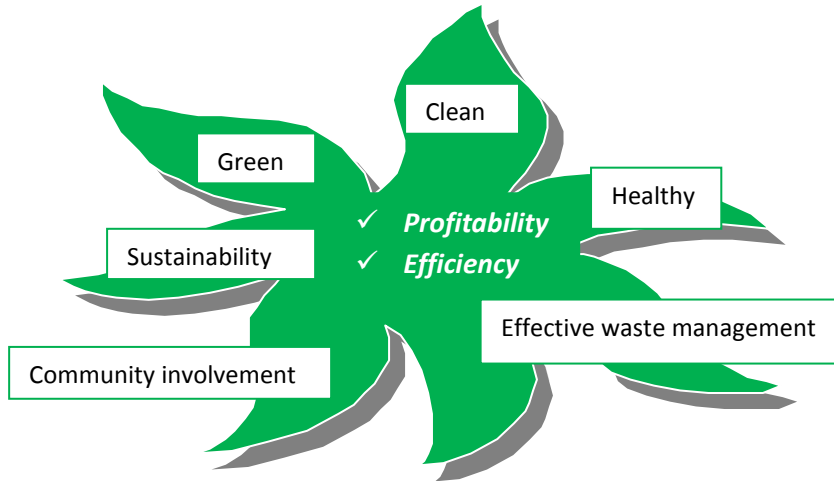 Clean
Green
Healthy
✓ Profitability
Sustainability
✓ Efficiency
Effective waste management
Community involvement